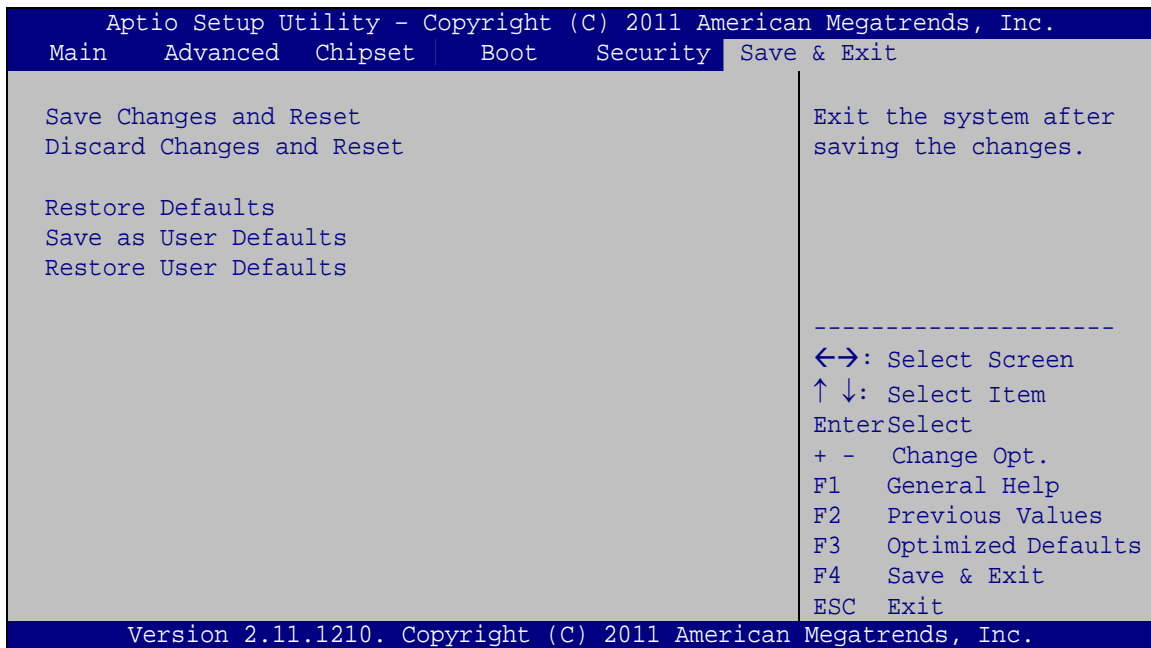 Aptio Setup Utility – Copyright (C) 2011 American Megatrends, Inc.
Main Advanced Chipset Boot Security Save & Exit
Save Changes and Reset
Discard Changes and Reset
Restore Defaults
Save as User Defaults
Restore User Defaults
Exit the system after
saving the changes.
---------------------
←→: Select Screen
↑ ↓: Select Item
EnterSelect
+ - Change Opt.
F1 General Help
F2 Previous Values
F3 Optimized Defaults
F4 Save & Exit
ESC Exit
Version 2.11.1210. Copyright (C) 2011 American Megatrends, Inc.